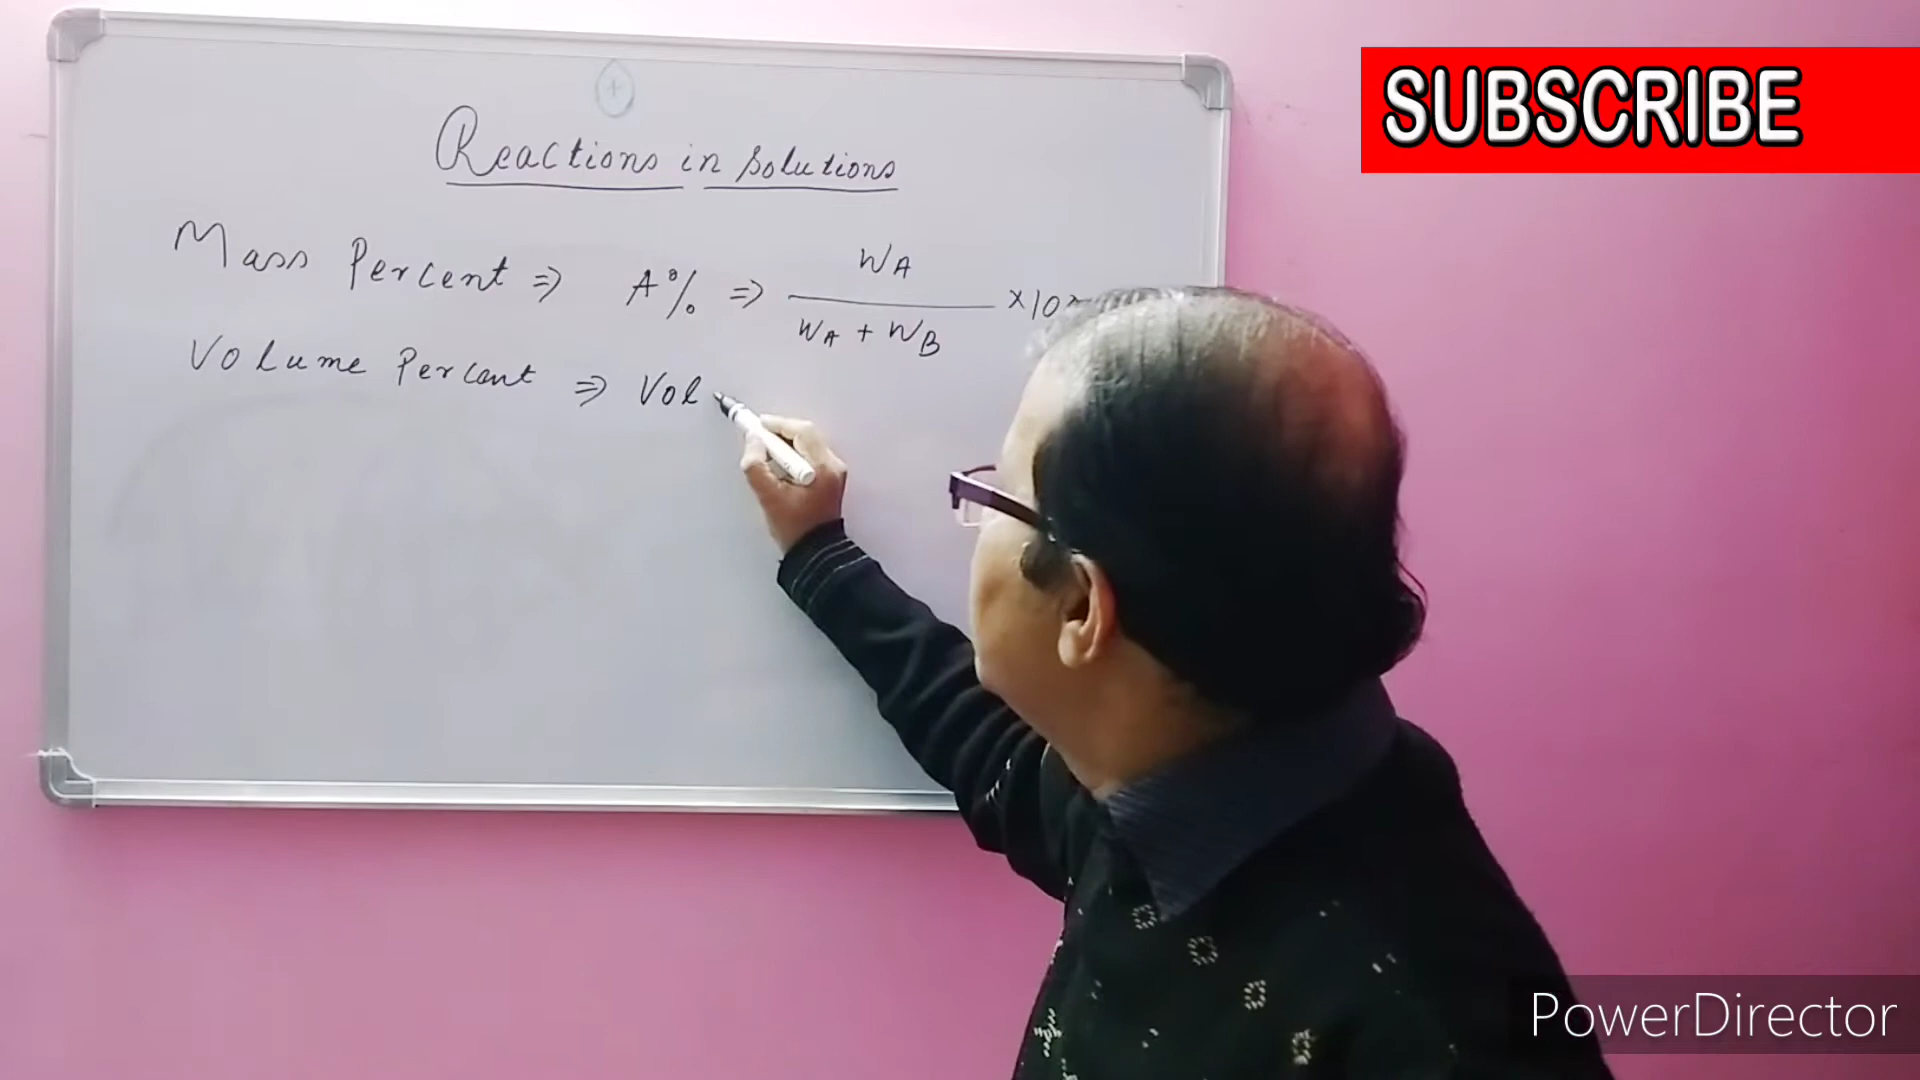 SUBSCRIBE
Reactions in solutions
Mass Percent ⇒ A% ⇒ WA / WA + WB ×10
Volume Percent ⇒ Vol
PowerDirector